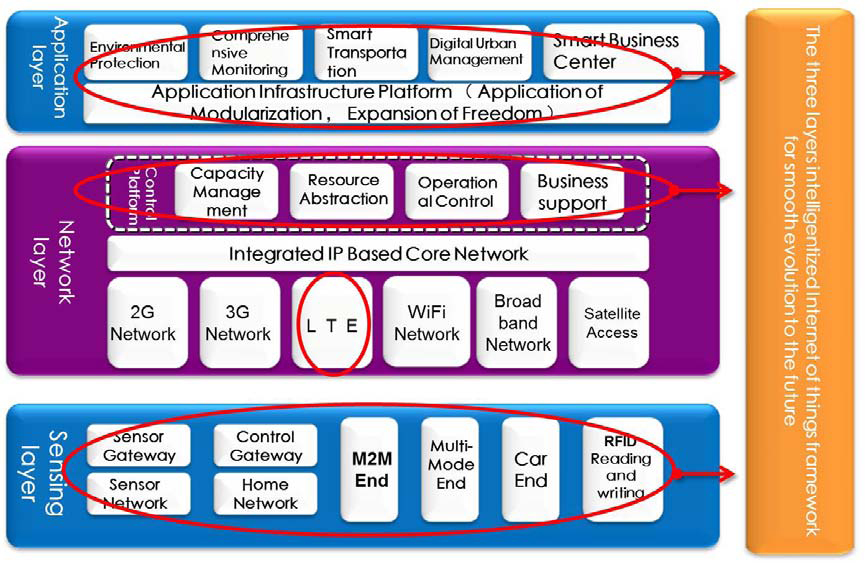 Application
layer
Environmental
Protection
Comprehe
nsive
Monitoring
Smart
Transporta
tion
Digital Urban
Management
Smart Business
Center
Application Infrastructure Platform ( Application of
Modularization , Expansion of Freedom )
Network
layer
Control
Platform
Capacity
Manage
ment
Resource
Abstraction
Operation
al Control
Business
support
Integrated IP Based Core Network
2G
Network
3G
Network
L T E
WiFi
Network
Broad
band
Network
Satellite
Access
Sensing
layer
Sensor
Gateway
Control
Gateway
Sensor
Network
Home
Network
M2M
End
Multi-
Mode
End
Car
End
RFID
Reading
and
writing
The three layers intelligentized Internet of things framework
for smooth evolution to the future